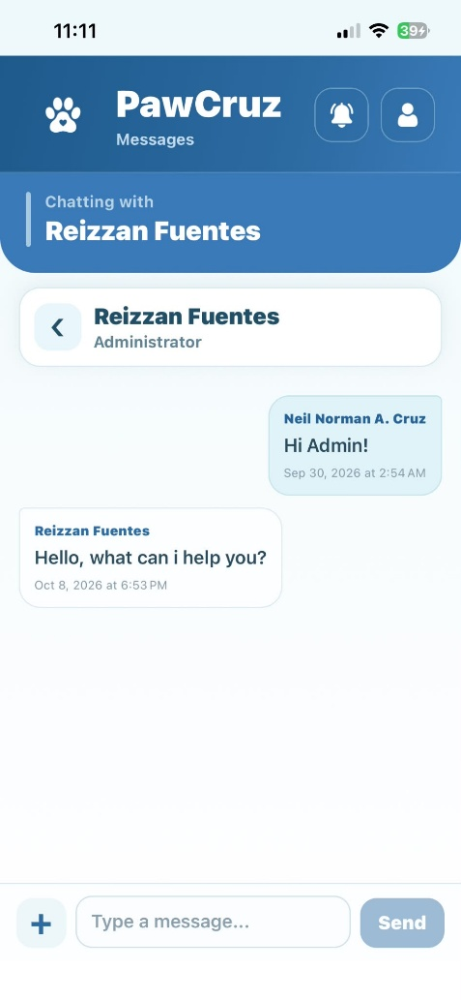 11:11
39
PawCruz
Messages
Chatting with
Reizzan Fuentes
Reizzan Fuentes
Administrator
Neil Norman A. Cruz
Hi Admin!
Sep 30, 2026 at 2:54 AM
Reizzan Fuentes
Hello, what can i help you?
Oct 8, 2026 at 6:53 PM
Type a message...
Send